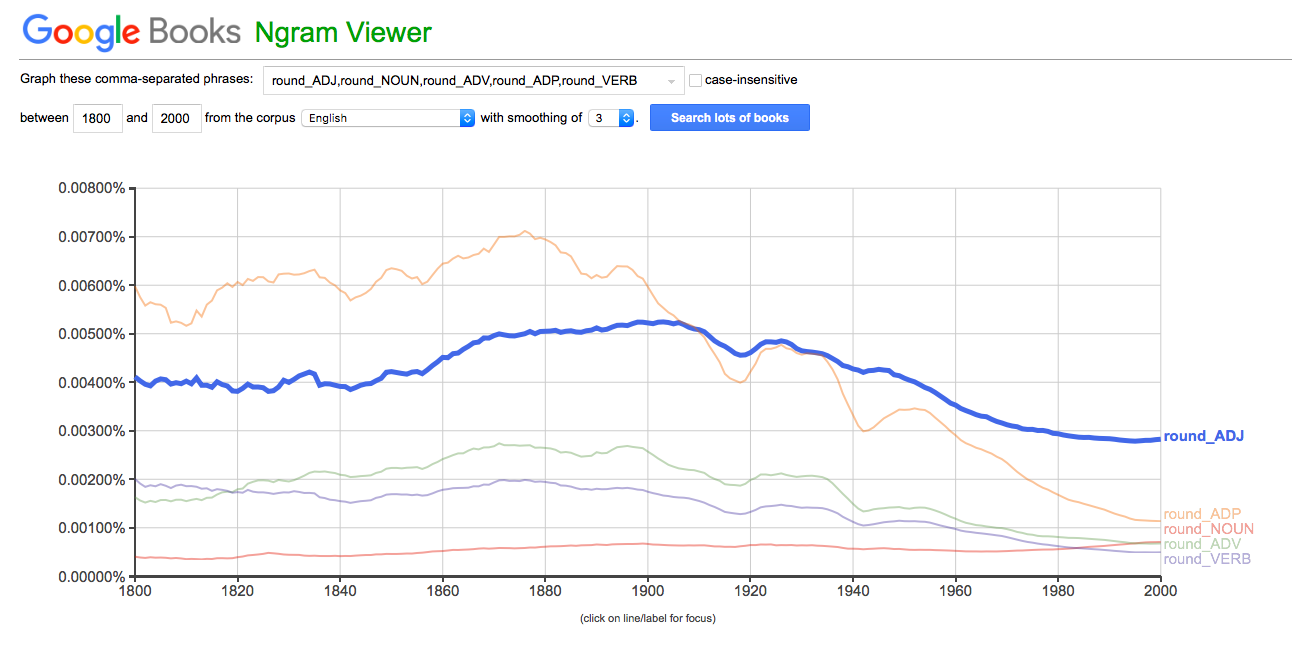 Google Books Ngram Viewer
Graph these comma-separated phrases: round_ADJ,round_NOUN,round_ADV,round_ADP,round_VERB case-insensitive
between 1800 and 2000 from the corpus English with smoothing of 3 . Search lots of books
0.00800%
0.00700%
0.00600%
0.00500%
0.00400%
0.00300%
0.00200%
0.00100%
0.00000%
round_ADJ
round_ADP
round_NOUN
round_ADV
round_VERB
1800 1820 1840 1860 1880 1900 1920 1940 1960 1980 2000
(click on line/label for focus)